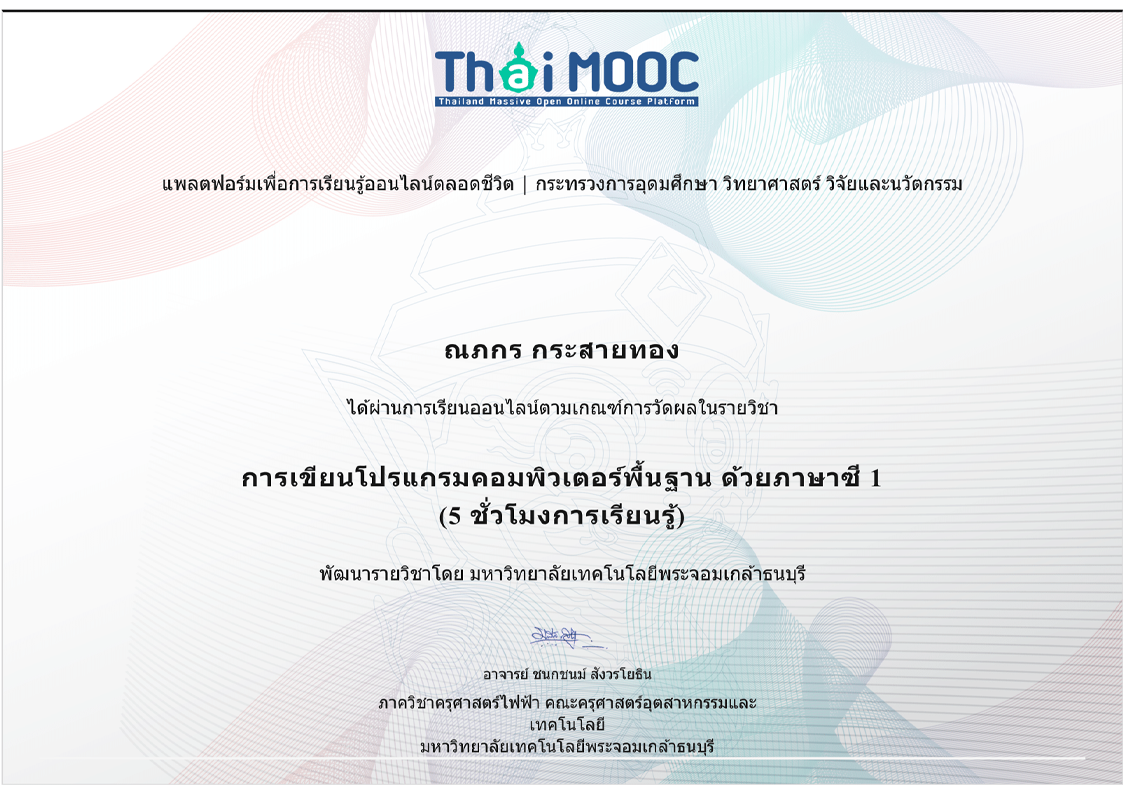 Thai MOOC
Thailand Massive Open Online Course Platform
แพลตฟอร์มเพื่อการเรียนรู้ออนไลน์ตลอดชีวิต | กระทรวงการอุดมศึกษา วิทยาศาสตร์ วิจัยและนวัตกรรม
ณภกร กระสายทอง
ได้ผ่านการเรียนออนไลน์ตามเกณฑ์การวัดผลในรายวิชา
การเขียนโปรแกรมคอมพิวเตอร์พื้นฐาน ด้วยภาษาซี 1
(5 ชั่วโมงการเรียนรู้)
พัฒนารายวิชาโดย มหาวิทยาลัยเทคโนโลยีพระจอมเกล้าธนบุรี
อาจารย์ ชนกชนม์ สังวรโยธิน
ภาควิชาครุศาสตร์ไฟฟ้า คณะครุศาสตร์อุตสาหกรรมและ
เทคโนโลยี
มหาวิทยาลัยเทคโนโลยีพระจอมเกล้าธนบุรี